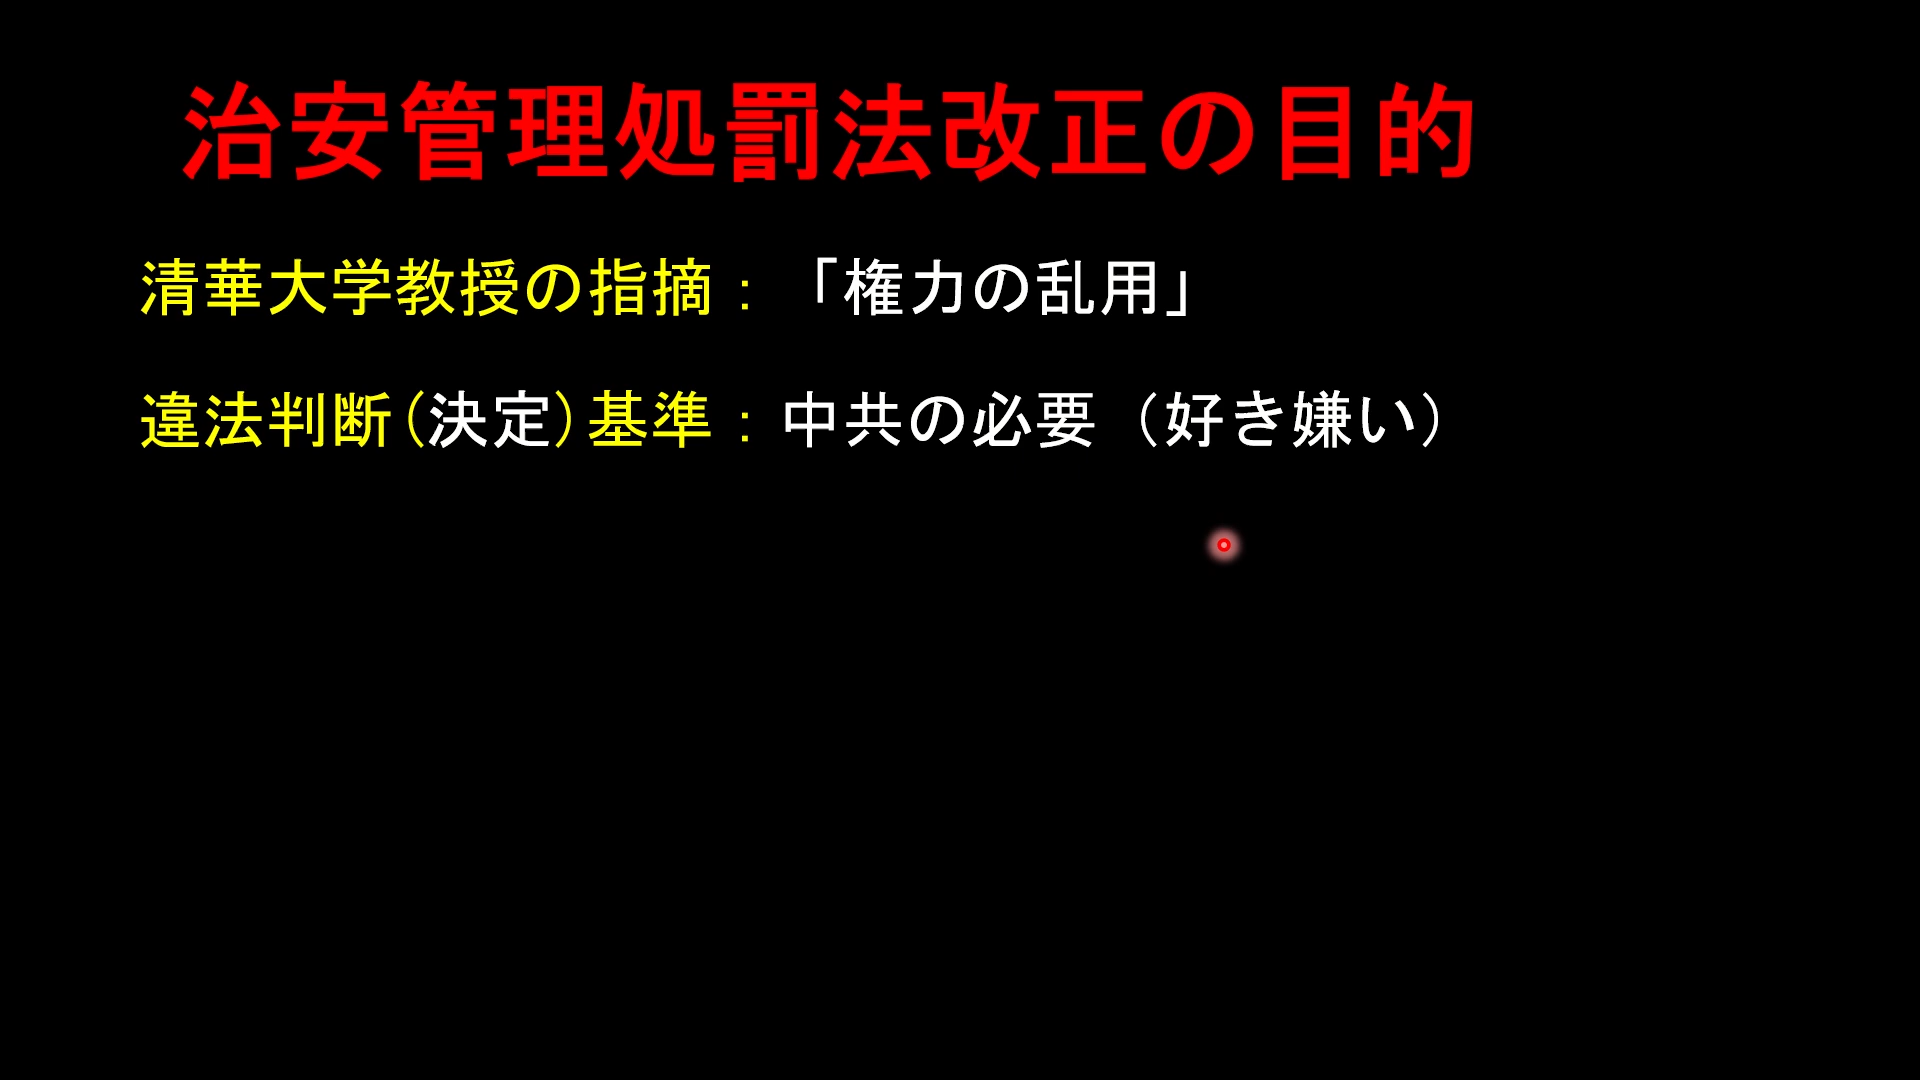 治安管理処罰法改正の目的
清華大学教授の指摘：「権力の乱用」
違法判断(決定)基準：中共の必要（好き嫌い）